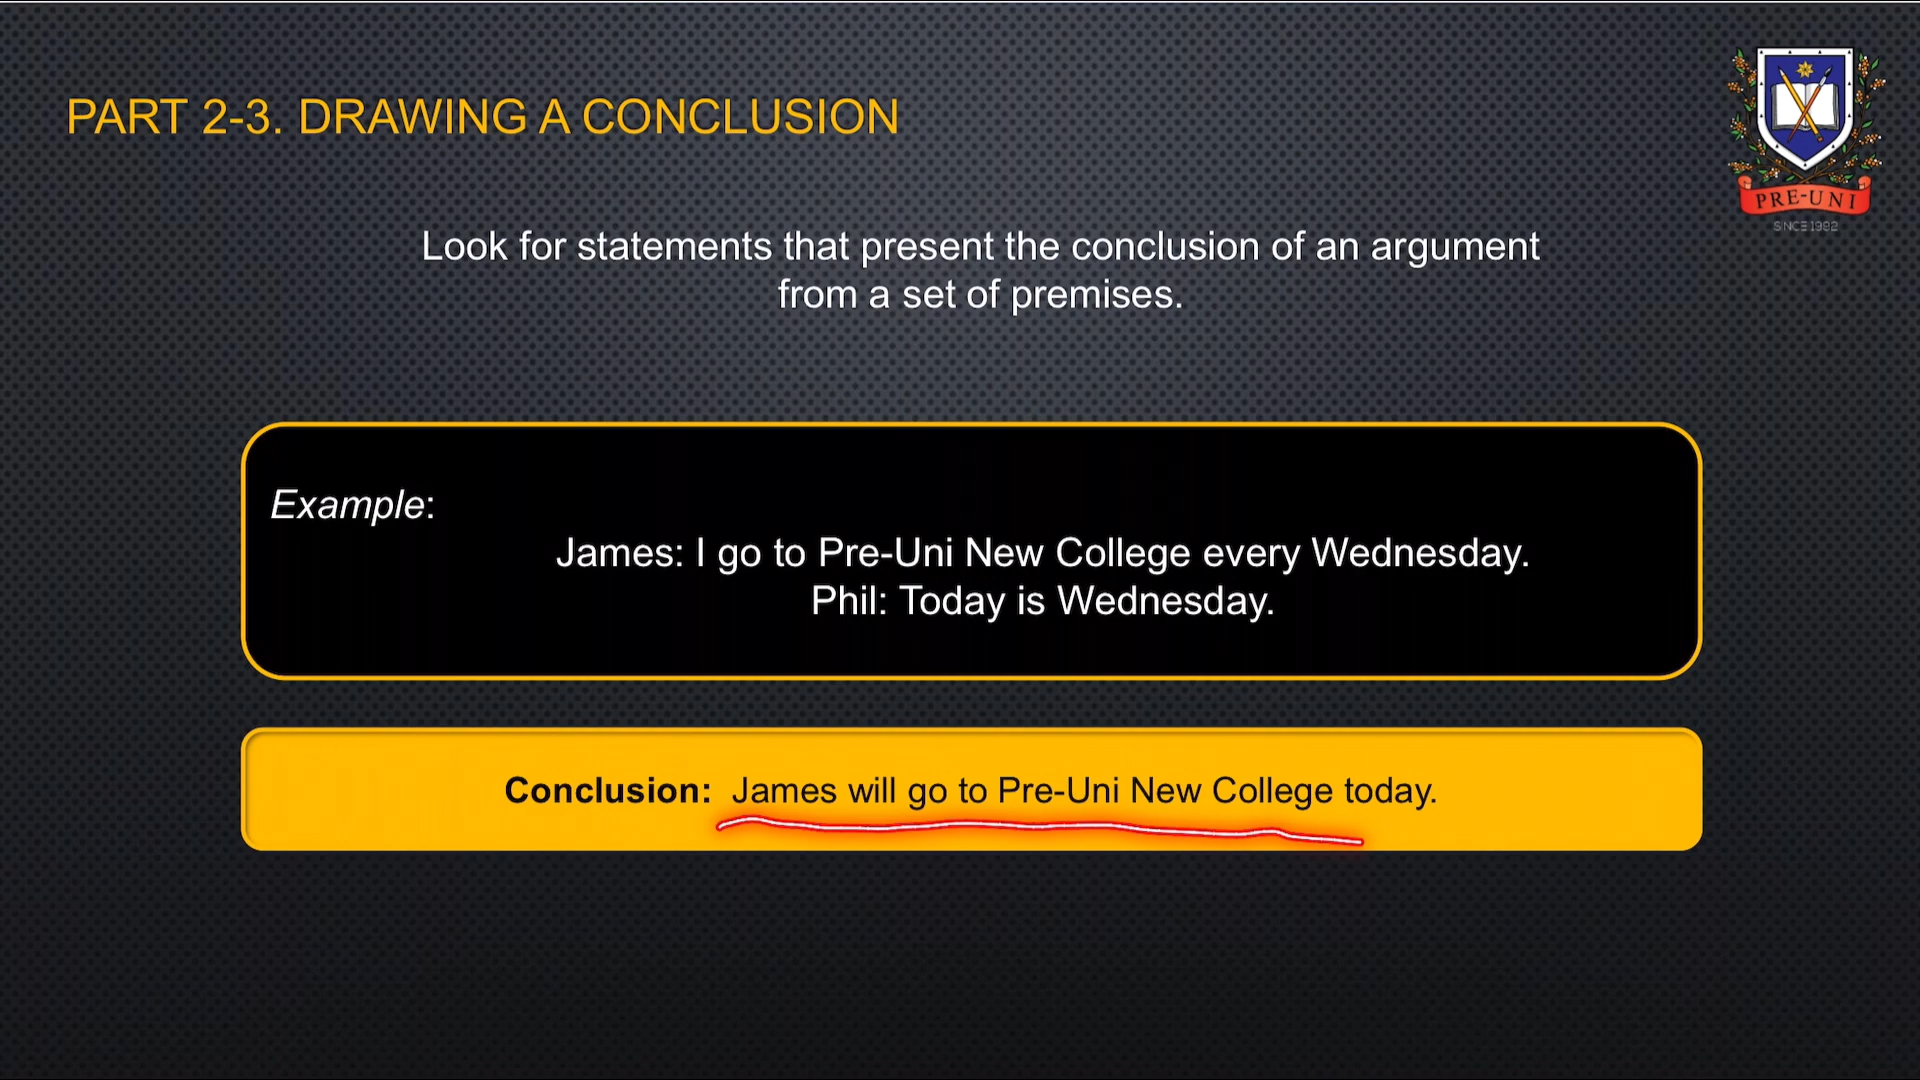 PART 2-3. DRAWING A CONCLUSION
PRE-UNI
SINCE 1992
Look for statements that present the conclusion of an argument
from a set of premises.
Example:
James: I go to Pre-Uni New College every Wednesday.
Phil: Today is Wednesday.
Conclusion: James will go to Pre-Uni New College today.